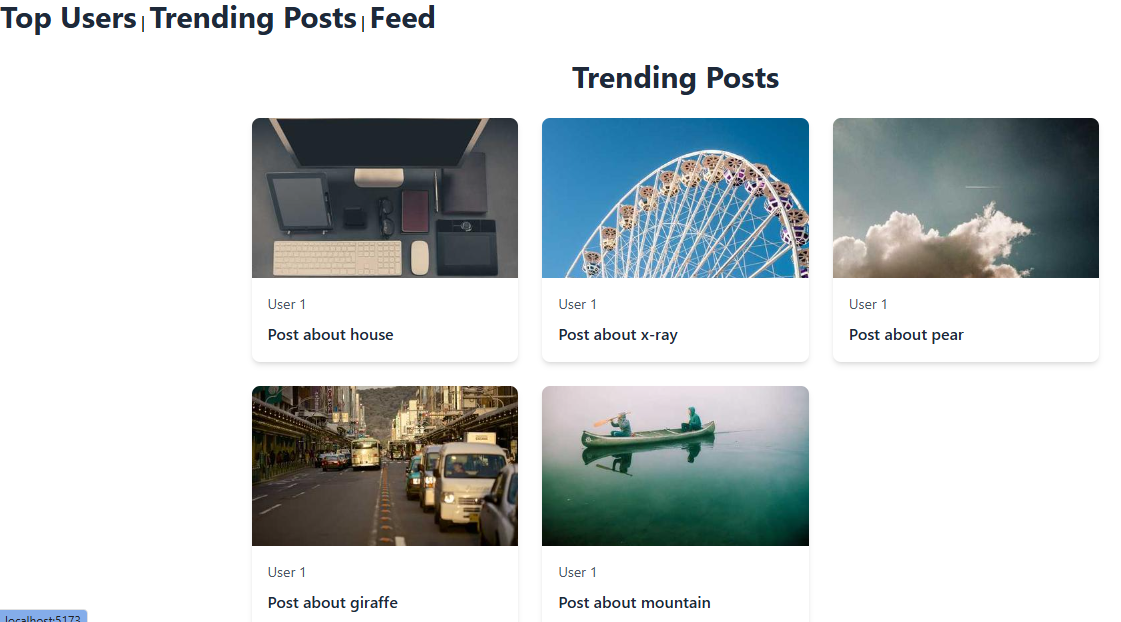 Top Users | Trending Posts | Feed
Trending Posts
User 1
Post about house
User 1
Post about x-ray
User 1
Post about pear
User 1
Post about giraffe
User 1
Post about mountain
localhost:5173